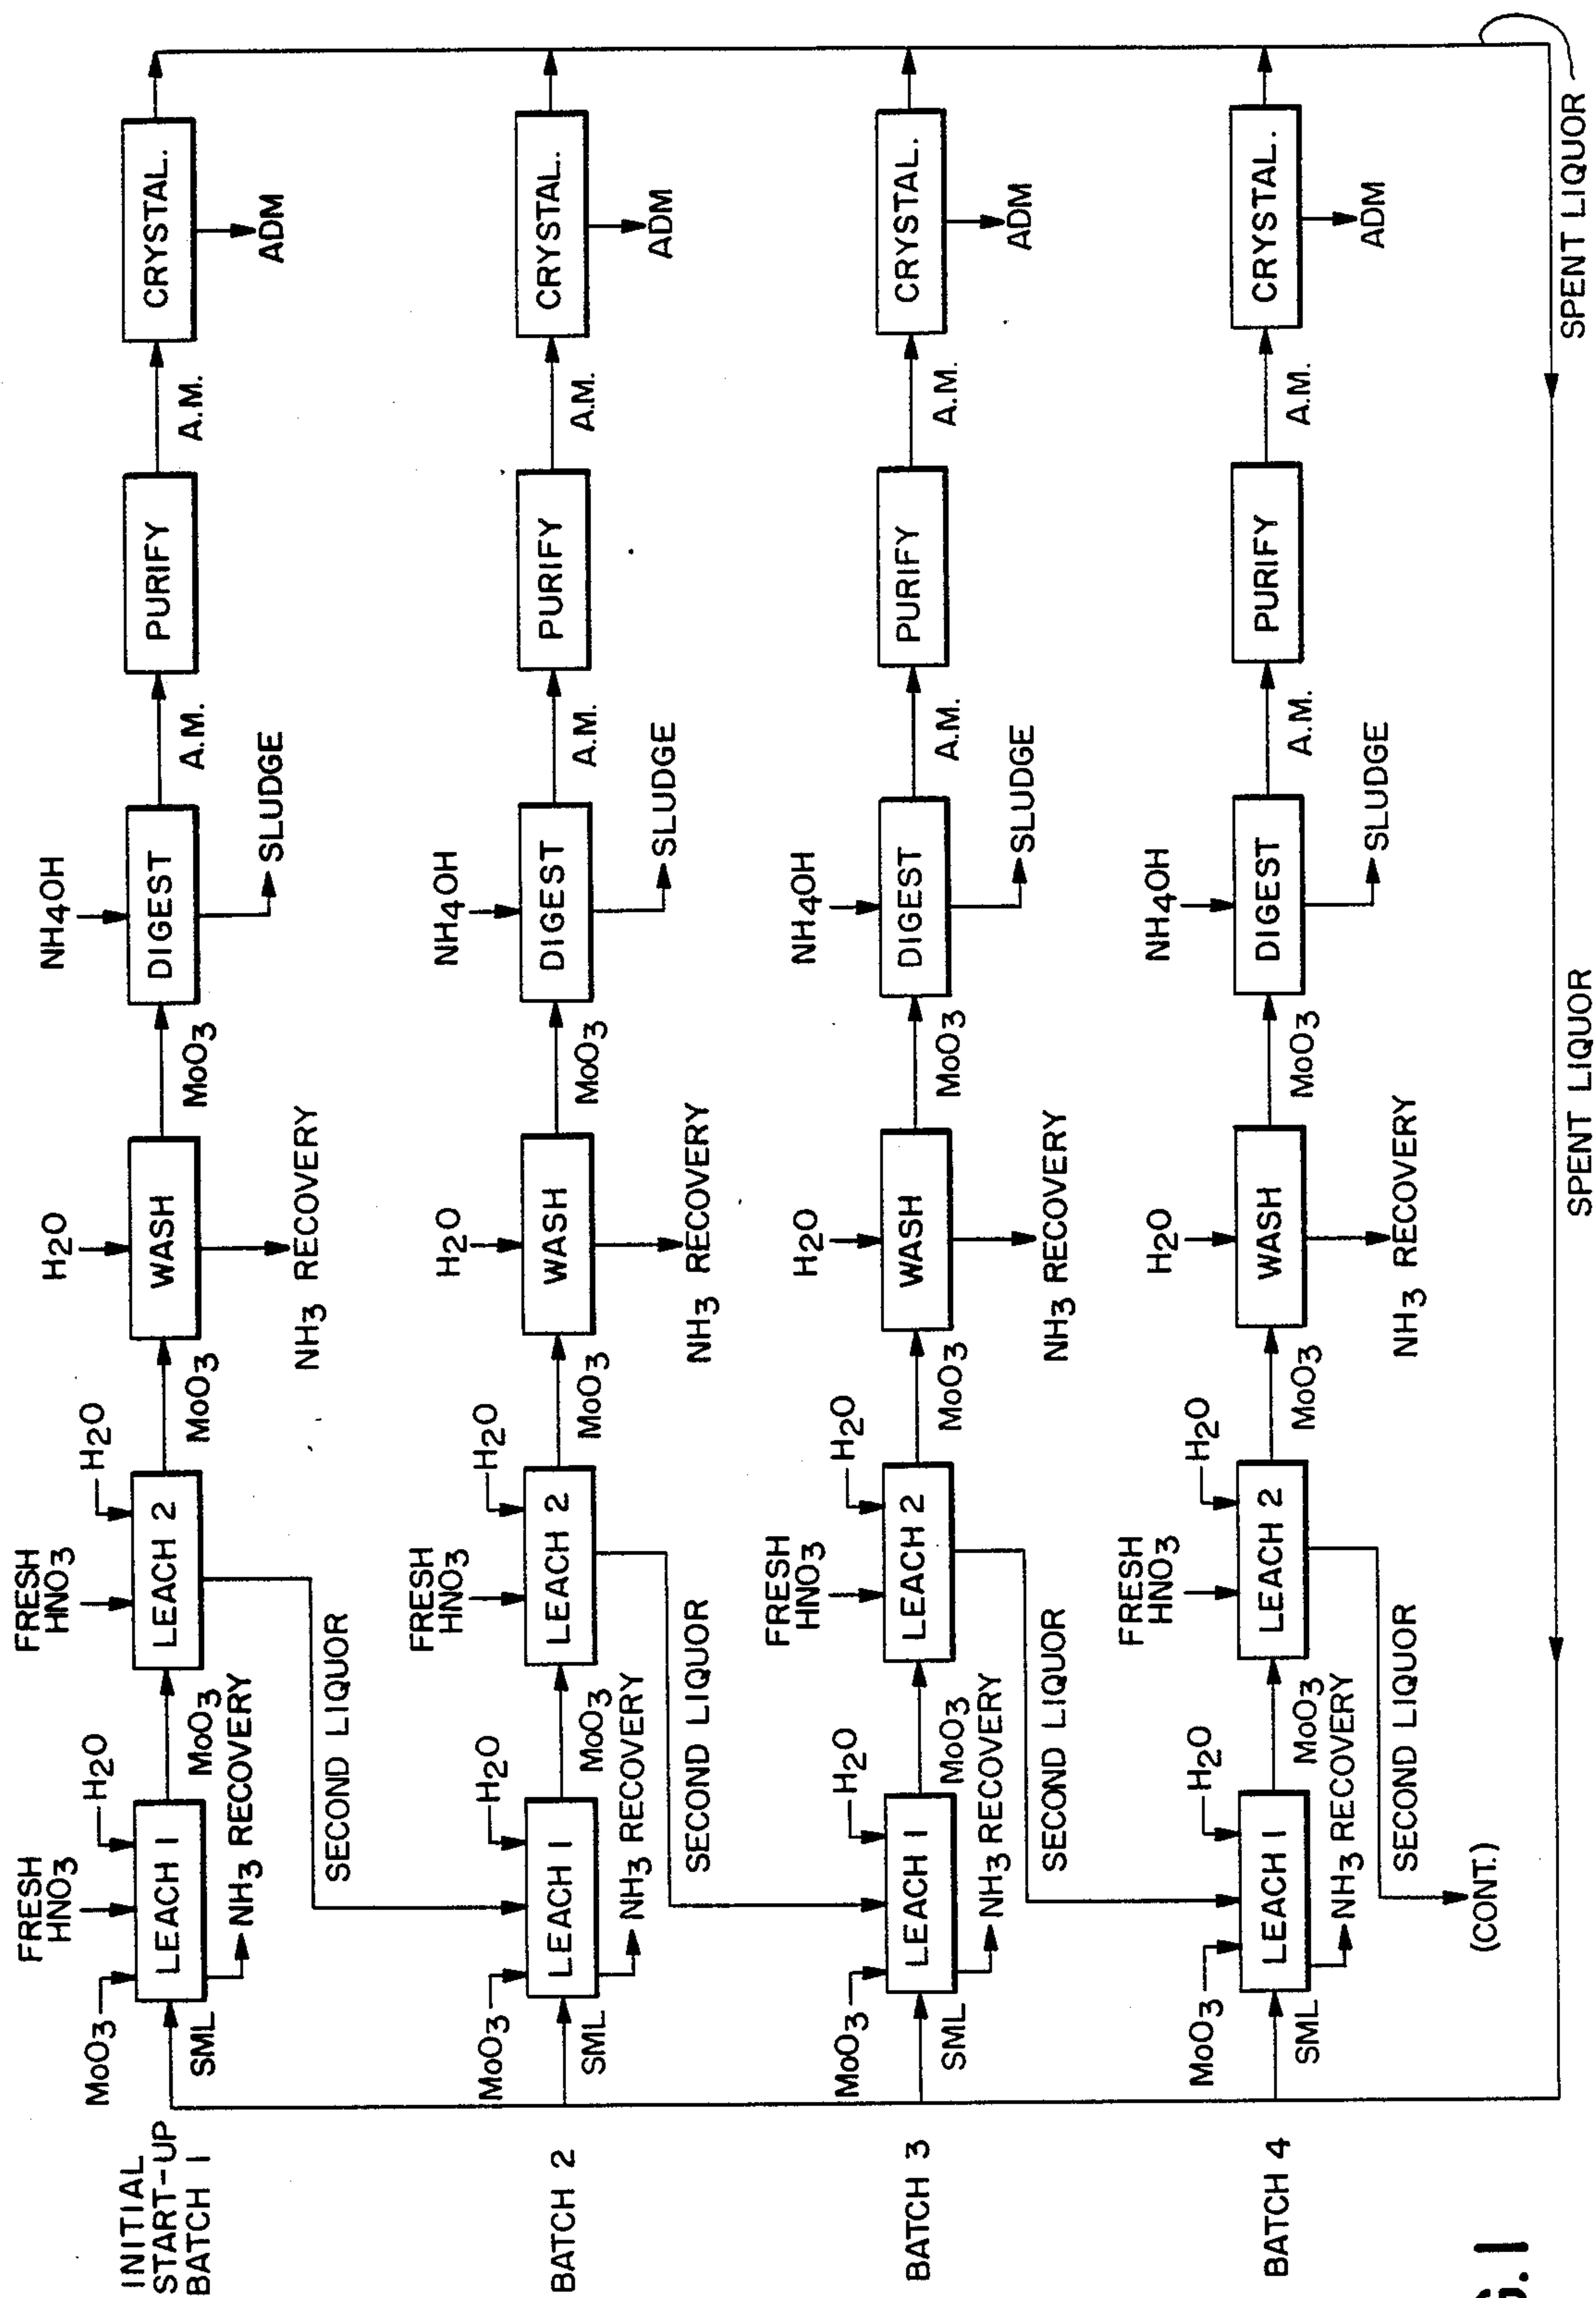 INITIAL
START-UP
BATCH 1
MoO3
SML
LEACH 1
FRESH
HNO3
H2O
NH3 RECOVERY
MoO3
LEACH 2
FRESH
HNO3
H2O
SECOND LIQUOR
MoO3
WASH
H2O
NH3 RECOVERY
MoO3
DIGEST
NH4OH
SLUDGE
A.M.
PURIFY
A.M.
CRYSTAL.
ADM
BATCH 2
MoO3
SML
LEACH 1
H2O
NH3 RECOVERY
MoO3
LEACH 2
FRESH
HNO3
H2O
SECOND LIQUOR
MoO3
WASH
H2O
NH3 RECOVERY
MoO3
DIGEST
NH4OH
SLUDGE
A.M.
PURIFY
A.M.
CRYSTAL.
ADM
BATCH 3
MoO3
SML
LEACH 1
H2O
NH3 RECOVERY
MoO3
LEACH 2
FRESH
HNO3
H2O
SECOND LIQUOR
MoO3
WASH
H2O
NH3 RECOVERY
MoO3
DIGEST
NH4OH
SLUDGE
A.M.
PURIFY
A.M.
CRYSTAL.
ADM
BATCH 4
MoO3
SML
LEACH 1
H2O
NH3 RECOVERY
MoO3
LEACH 2
FRESH
HNO3
H2O
SECOND LIQUOR
(CONT.)
MoO3
WASH
H2O
NH3 RECOVERY
MoO3
DIGEST
NH4OH
SLUDGE
A.M.
PURIFY
A.M.
CRYSTAL.
ADM
SPENT LIQUOR
SPENT LIQUOR